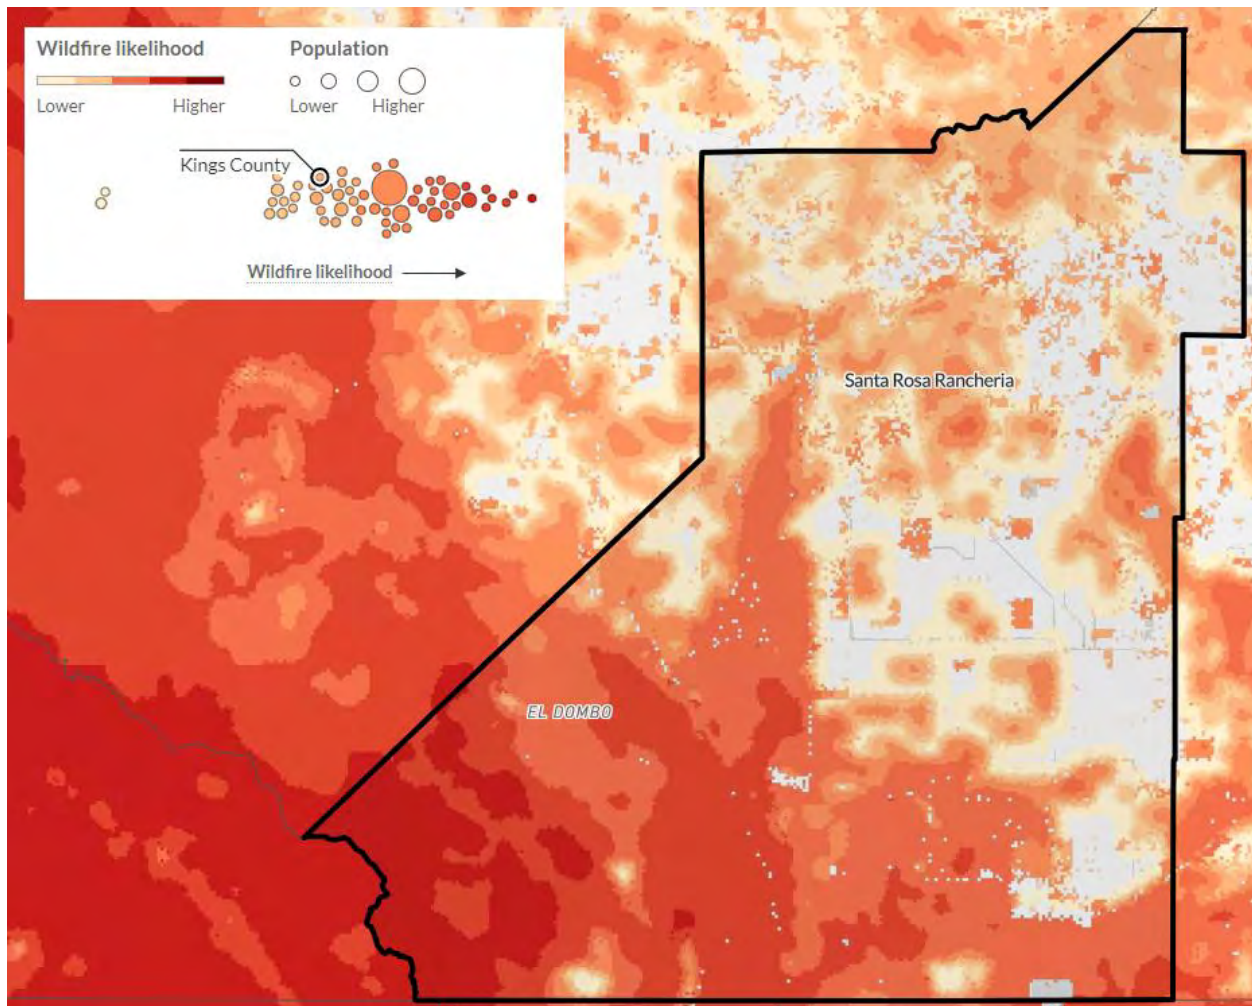 Wildfire likelihood
Population
Lower
Higher
Lower
Higher
Kings County
Wildfire likelihood
Santa Rosa Rancheria
EL DOMBO